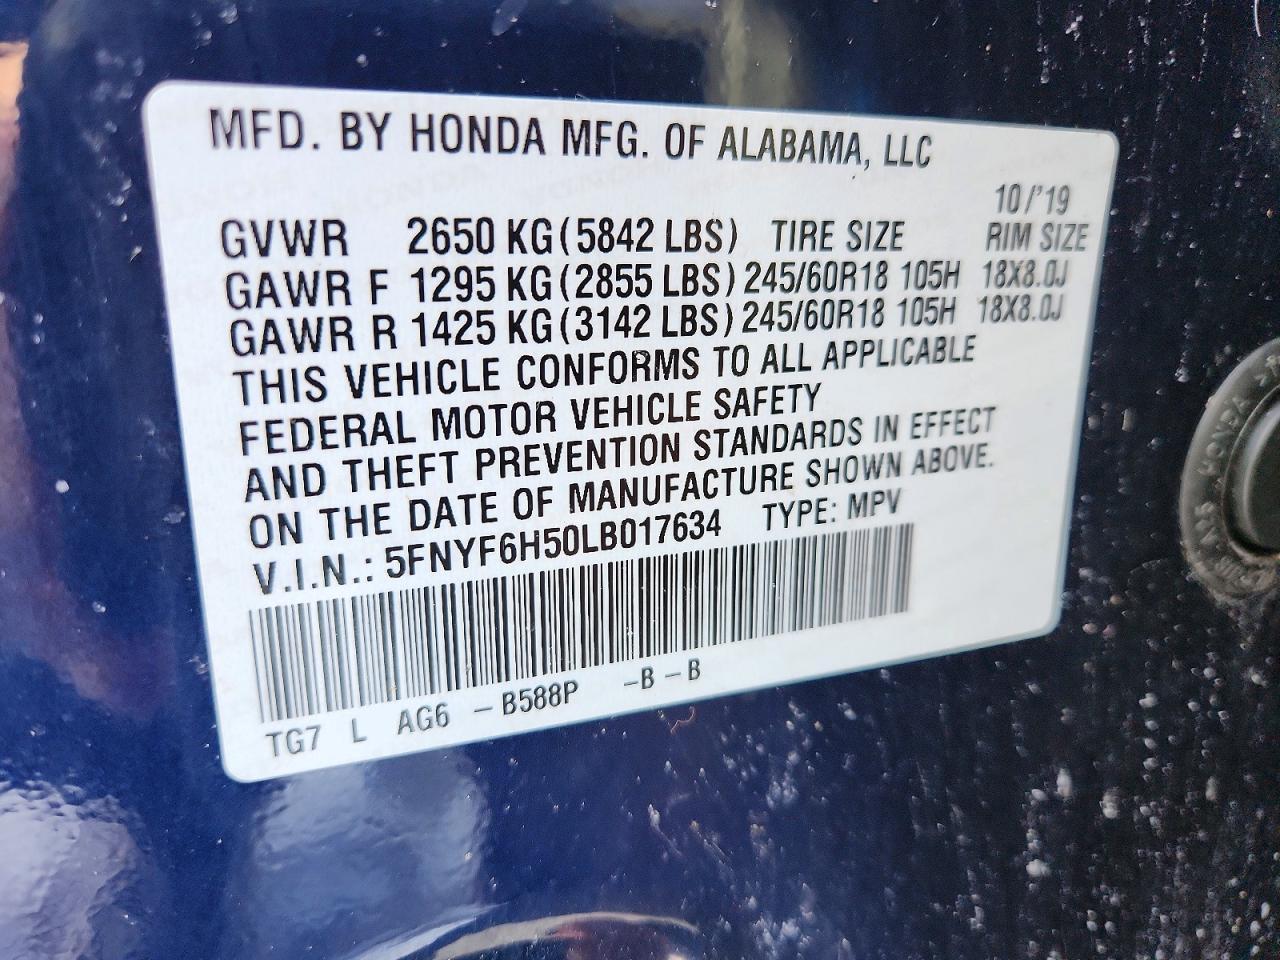 MFD. BY HONDA MFG. OF ALABAMA, LLC
10/'19
GVWR 2650 KG (5842 LBS) TIRE SIZE RIM SIZE
GAWR F 1295 KG (2855 LBS) 245/60R18 105H 18X8.0J
GAWR R 1425 KG (3142 LBS) 245/60R18 105H 18X8.0J
THIS VEHICLE CONFORMS TO ALL APPLICABLE
FEDERAL MOTOR VEHICLE SAFETY
AND THEFT PREVENTION STANDARDS IN EFFECT
ON THE DATE OF MANUFACTURE SHOWN ABOVE.
V.I.N.: 5FNYF6H50LB017634 TYPE: MPV
TG7 L AG6 – B588P –B – B
HONDA